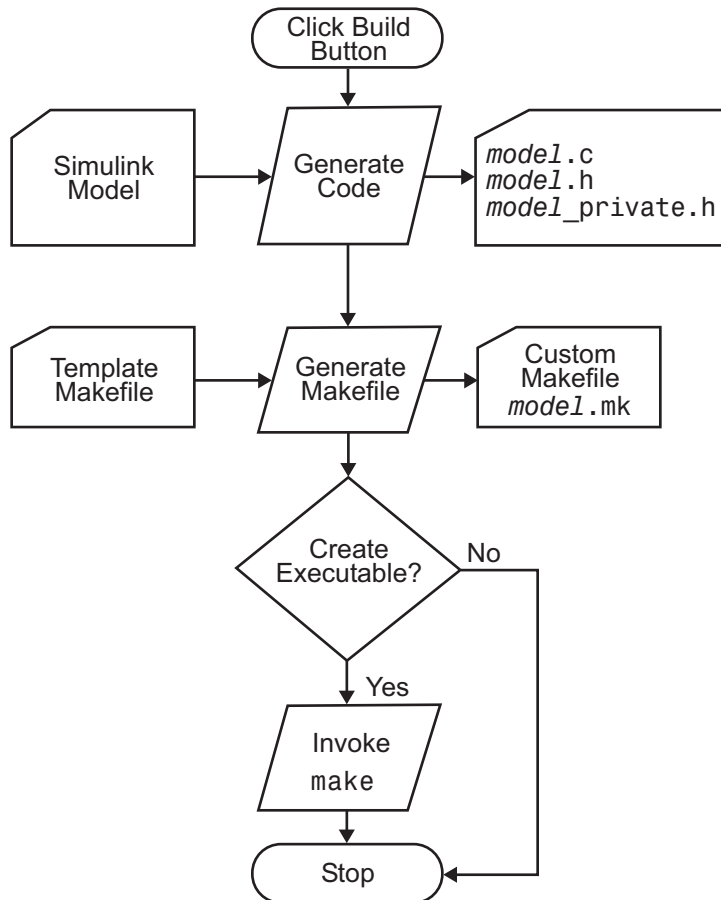 Click Build
Button
Simulink
Model
Generate
Code
model.c
model.h
model_private.h
Template
Makefile
Generate
Makefile
Custom
Makefile
model.mk
Create
Executable?
No
Yes
Invoke
make
Stop